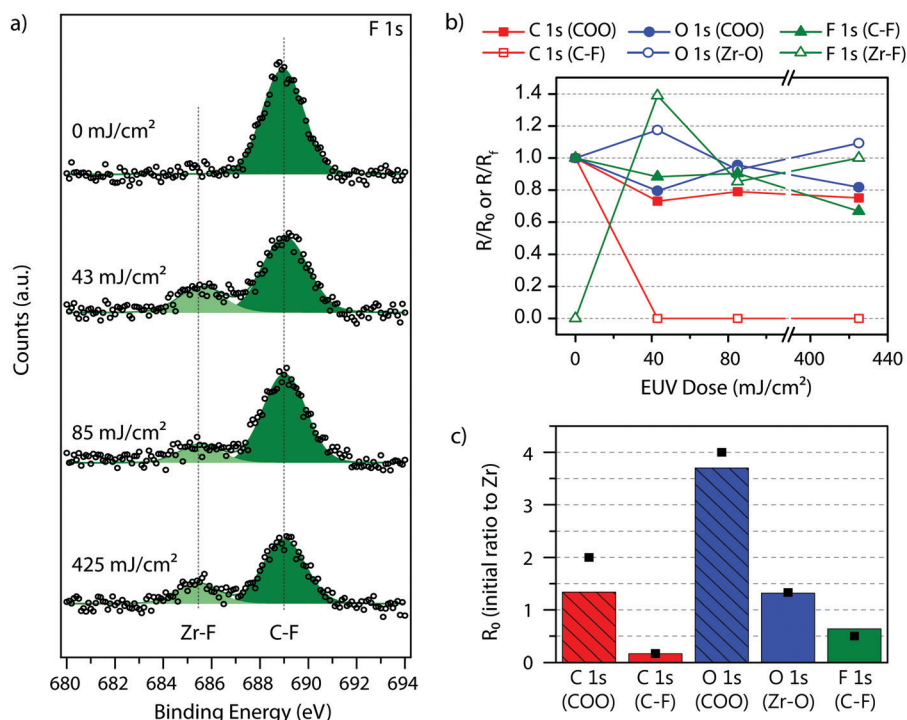 a)
F 1s
0 mJ/cm²
43 mJ/cm²
85 mJ/cm²
425 mJ/cm²
Zr-F
C-F
Counts (a.u.)
680 682 684 686 688 690 692 694
Binding Energy (eV)
b)
C 1s (COO) O 1s (COO) F 1s (C-F)
C 1s (C-F) O 1s (Zr-O) F 1s (Zr-F)
1.4
1.2
1.0
0.8
0.6
0.4
0.2
0.0
R/R₀ or R/R_f
0 40 80 400 440
EUV Dose (mJ/cm²)
c)
4
3
2
1
0
R₀ (initial ratio to Zr)
C 1s C 1s O 1s O 1s F 1s
(COO) (C-F) (COO) (Zr-O) (C-F)